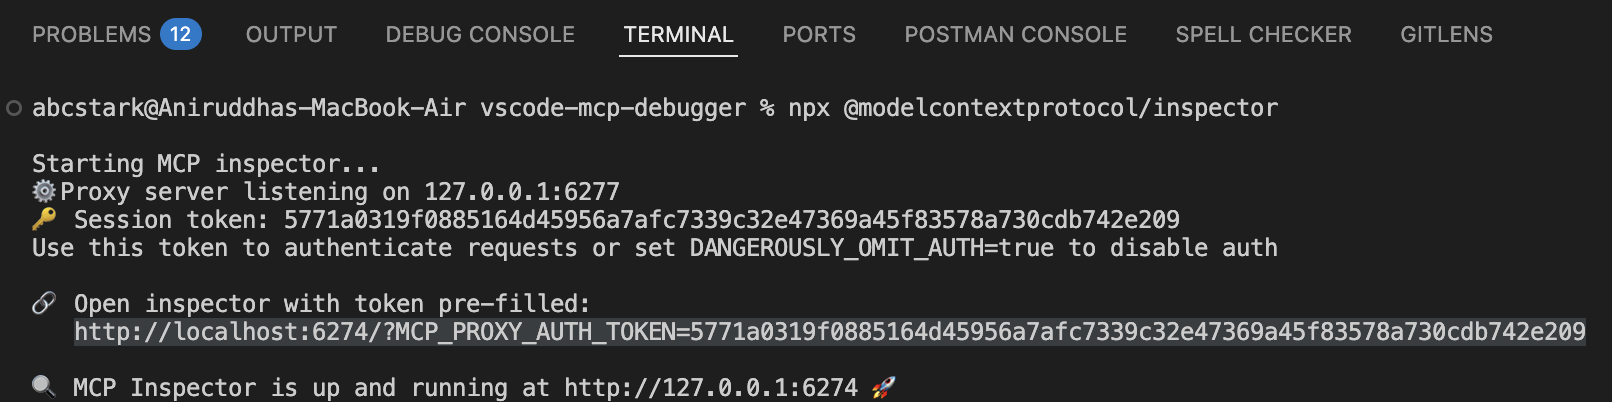 PROBLEMS 12 OUTPUT DEBUG CONSOLE TERMINAL PORTS POSTMAN CONSOLE SPELL CHECKER GITLENS
abcstark@Aniruddhas-MacBook-Air vscode-mcp-debugger % npx @modelcontextprotocol/inspector
Starting MCP inspector...
⚙️Proxy server listening on 127.0.0.1:6277
🔑 Session token: 5771a0319f0885164d45956a7afc7339c32e47369a45f83578a730cdb742e209
Use this token to authenticate requests or set DANGEROUSLY_OMIT_AUTH=true to disable auth
🔗 Open inspector with token pre-filled:
http://localhost:6274/?MCP_PROXY_AUTH_TOKEN=5771a0319f0885164d45956a7afc7339c32e47369a45f83578a730cdb742e209
🔍 MCP Inspector is up and running at http://127.0.0.1:6274 🚀